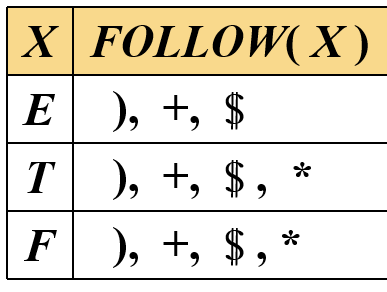 X FOLLOW( X )
E ), +, $
T ), +, $, *
F ), +, $, *